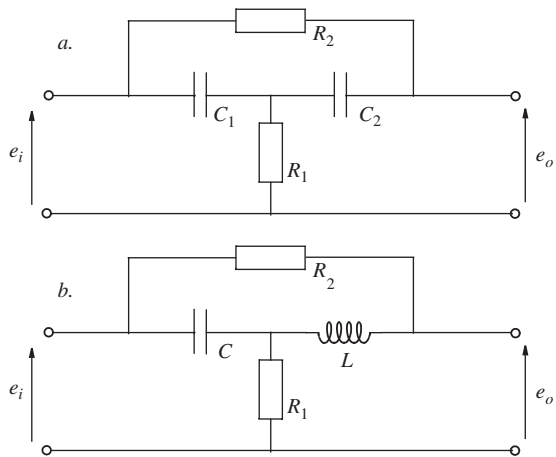 a.
R₂
C₁
C₂
eᵢ
R₁
eₒ
b.
R₂
C
L
eᵢ
R₁
eₒ